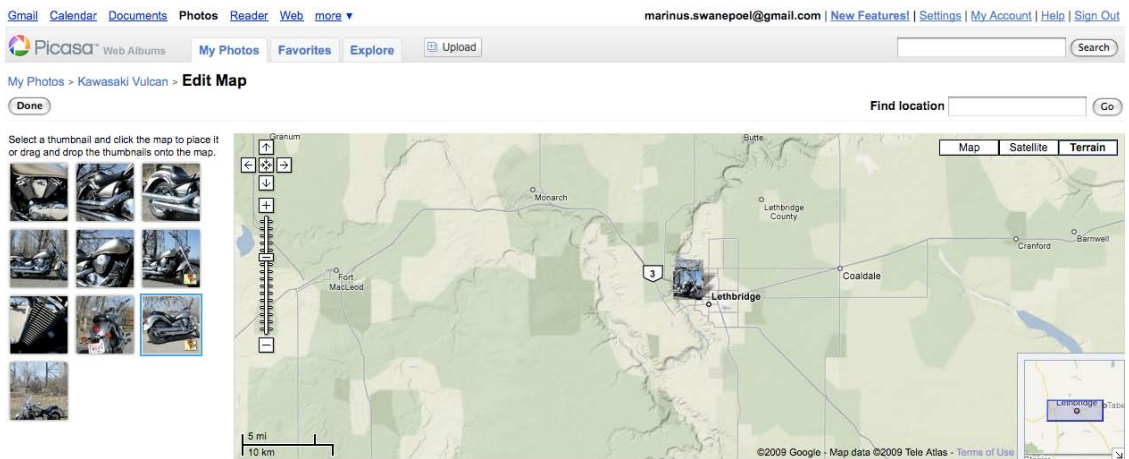 Gmail Calendar Documents Photos Reader Web more ▼ marinus.swanepoel@gmail.com | New Features! | Settings | My Account | Help | Sign Out
Picasa™ Web Albums My Photos Favorites Explore Upload Search
My Photos > Kawasaki Vulcan > Edit Map
Done Find location Go
Select a thumbnail and click the map to place it
or drag and drop the thumbnails onto the map.
Granum
Butte
Map Satellite Terrain
Monarch
Lethbridge
County
Cranford
Barnwell
Fort
MacLeod
3
Coaldale
Lethbridge
Lethbridge
5 mi
10 km
©2009 Google - Map data ©2009 Tele Atlas - Terms of Use